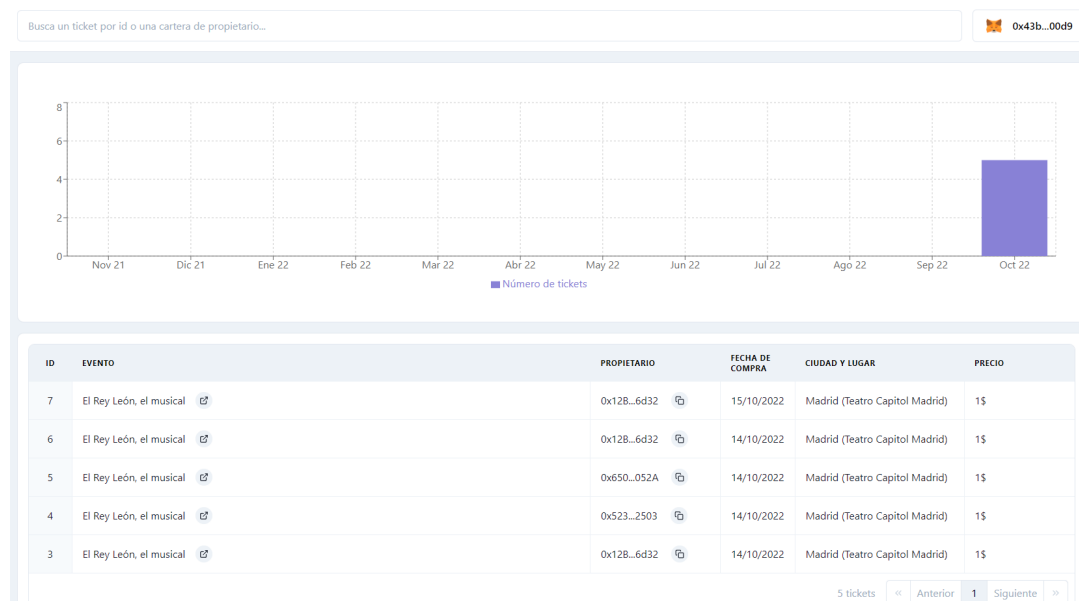 Busca un ticket por id o una cartera de propietario...
0x43b...00d9
8
6
4
2
0
Nov 21 Dic 21 Ene 22 Feb 22 Mar 22 Abr 22 May 22 Jun 22 Jul 22 Ago 22 Sep 22 Oct 22
Número de tickets
ID EVENTO PROPIETARIO FECHA DE COMPRA CIUDAD Y LUGAR PRECIO
7 El Rey León, el musical 0x12B...6d32 15/10/2022 Madrid (Teatro Capitol Madrid) 1$
6 El Rey León, el musical 0x12B...6d32 14/10/2022 Madrid (Teatro Capitol Madrid) 1$
5 El Rey León, el musical 0x650...052A 14/10/2022 Madrid (Teatro Capitol Madrid) 1$
4 El Rey León, el musical 0x523...2503 14/10/2022 Madrid (Teatro Capitol Madrid) 1$
3 El Rey León, el musical 0x12B...6d32 14/10/2022 Madrid (Teatro Capitol Madrid) 1$
5 tickets « Anterior 1 Siguiente »